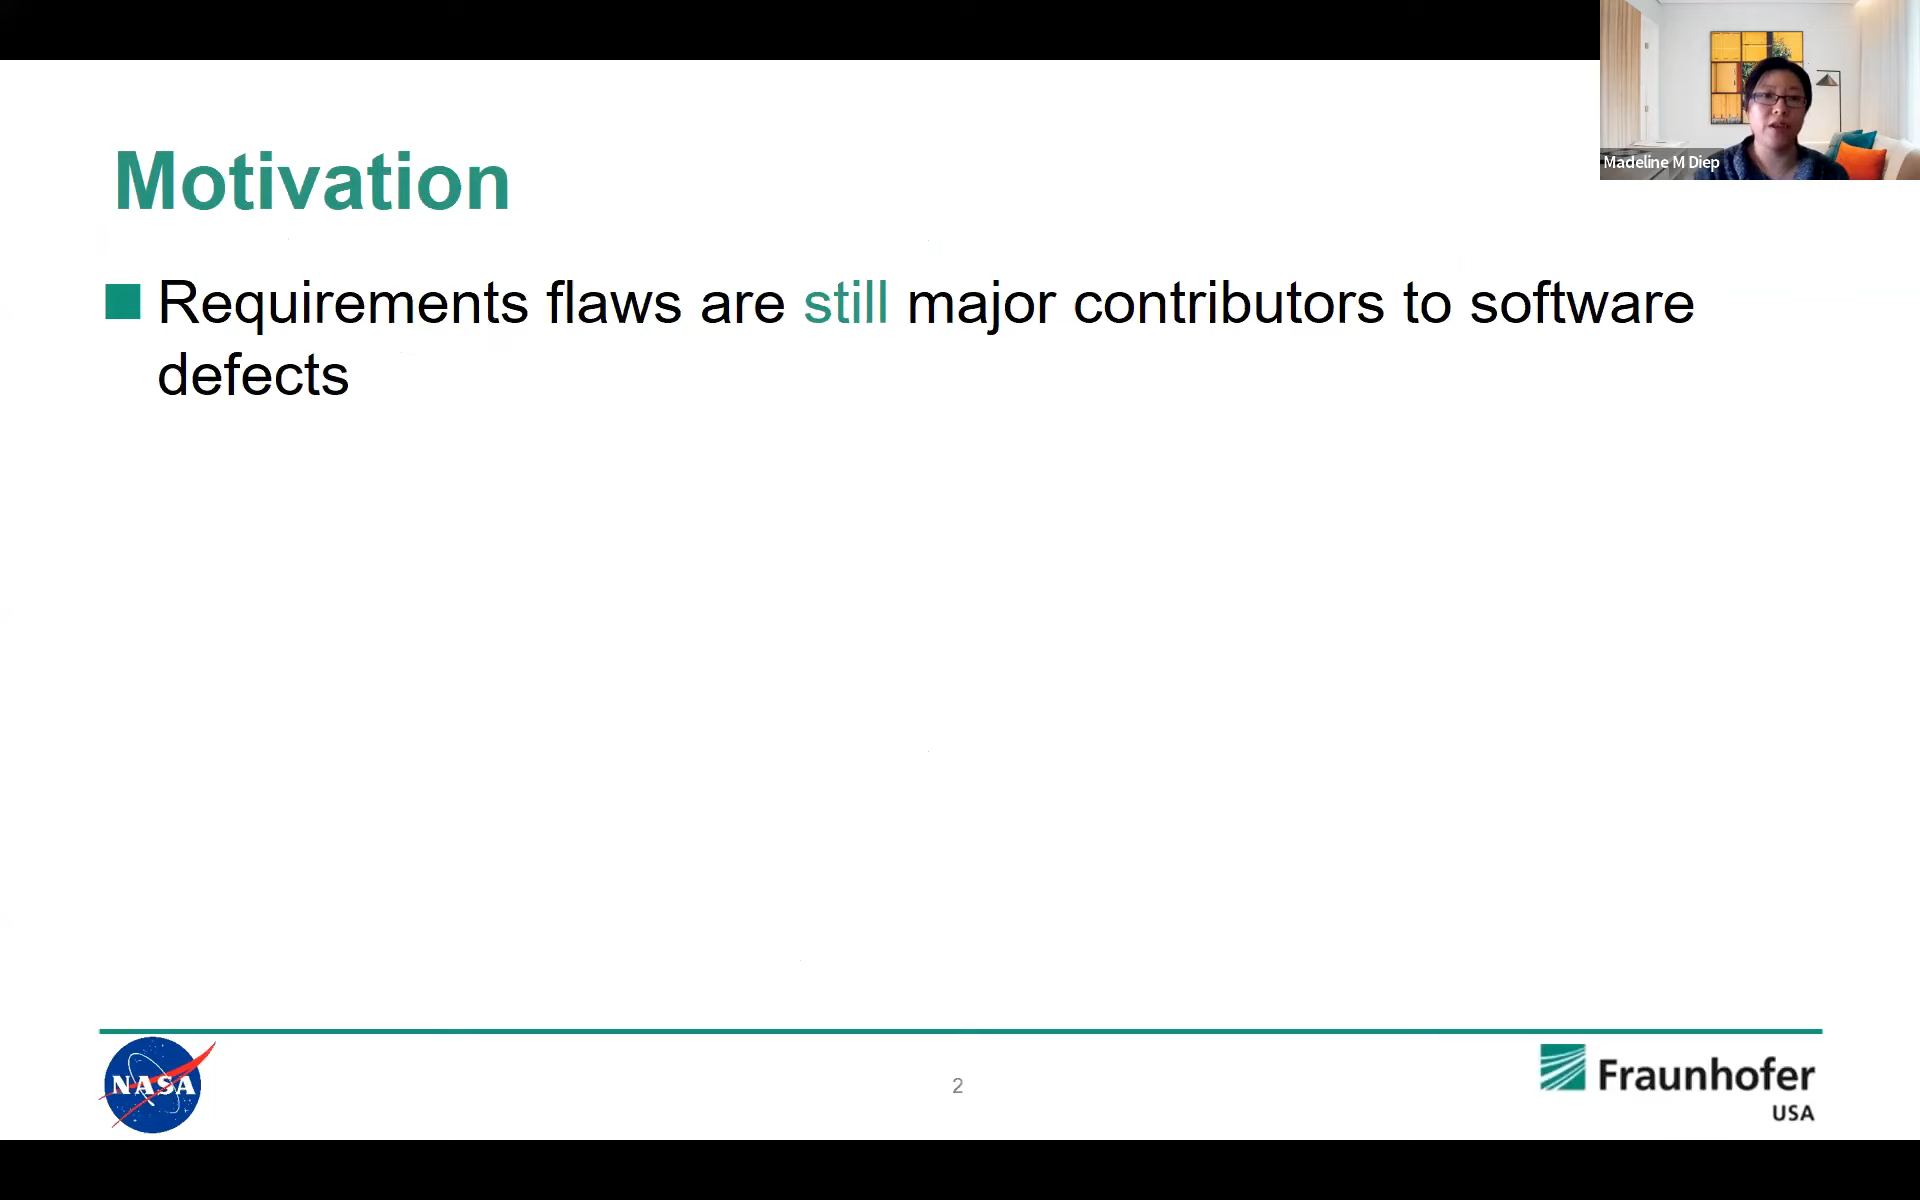 Madeline M Diep
Motivation
Requirements flaws are still major contributors to software
defects
NASA
2
Fraunhofer
USA